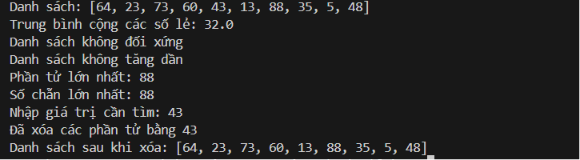 Danh sách: [64, 23, 73, 60, 43, 13, 88, 35, 5, 48]
Trung bình cộng các số lẻ: 32.0
Danh sách không đối xứng
Danh sách không tăng dần
Phần tử lớn nhất: 88
Số chẵn lớn nhất: 88
Nhập giá trị cần tìm: 43
Đã xóa các phần tử bằng 43
Danh sách sau khi xóa: [64, 23, 73, 60, 13, 88, 35, 5, 48]